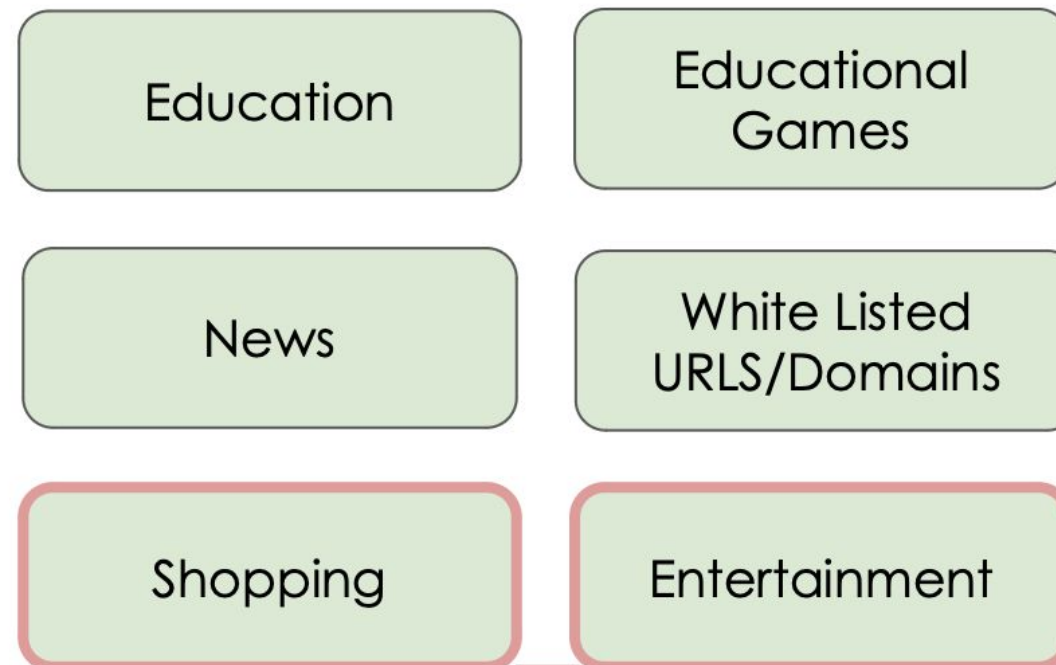 Education
Educational
Games
News
White Listed
URLS/Domains
Shopping
Entertainment